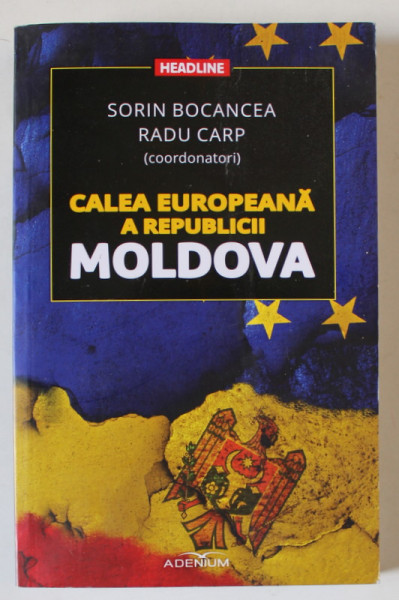 HEADLINE
SORIN BOCANCEA
RADU CARP
(coordonatori)
CALEA EUROPEANĂ
A REPUBLICII
MOLDOVA
ADENIUM